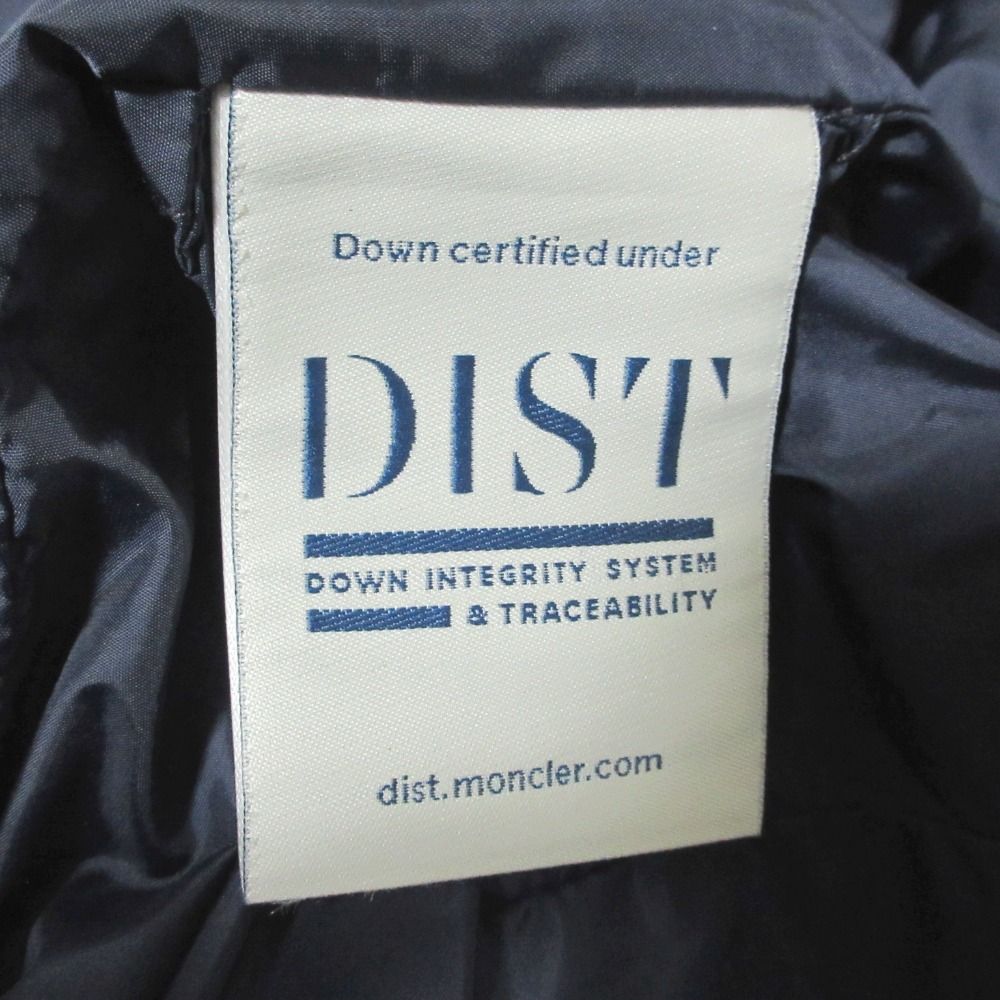 Down certified under
DIST
DOWN INTEGRITY SYSTEM
& TRACEABILITY
dist.moncler.com